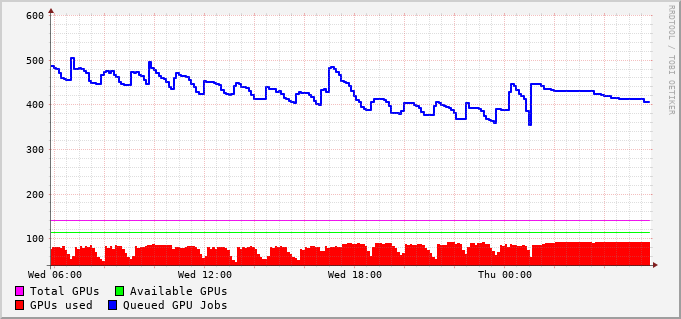 600
500
400
300
200
100
Wed 06:00 Wed 12:00 Wed 18:00 Thu 00:00
Total GPUs Available GPUs
GPUs used Queued GPU Jobs
RRDTOOL / TOBI OETIKER